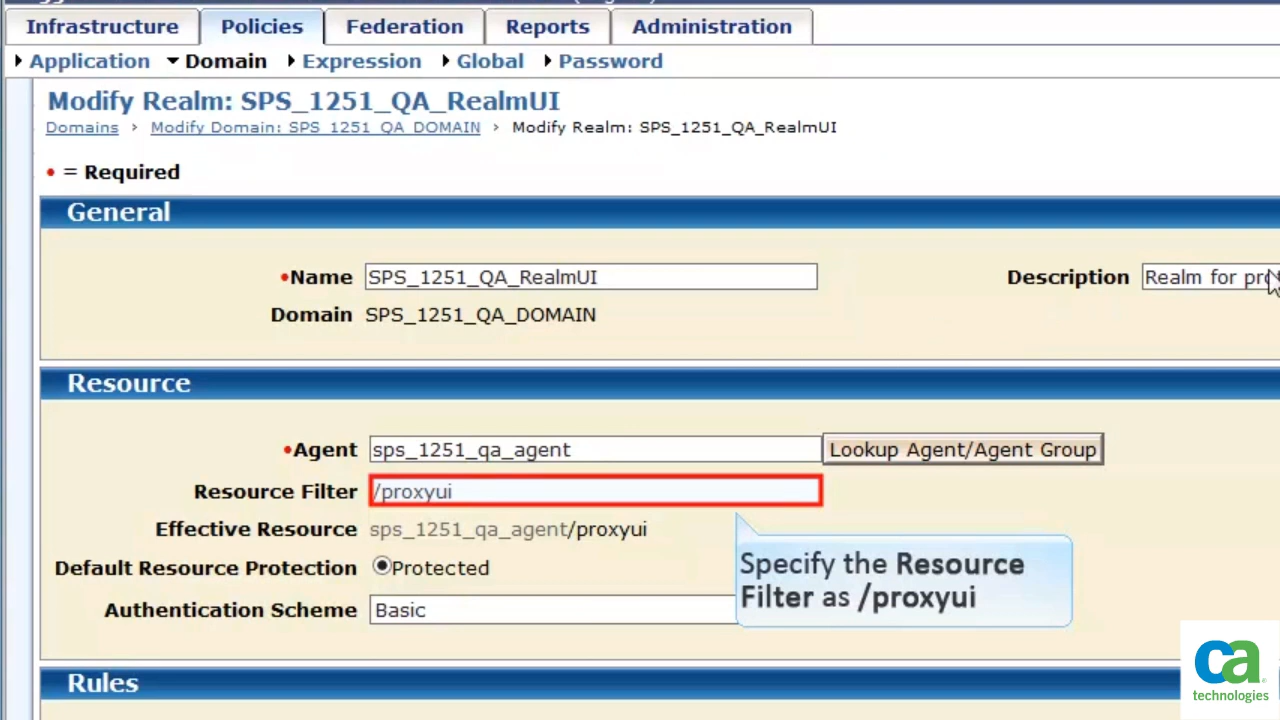 Infrastructure Policies Federation Reports Administration
Application Domain Expression Global Password
Modify Realm: SPS_1251_QA_RealmUI
Domains › Modify Domain: SPS_1251_QA_DOMAIN › Modify Realm: SPS_1251_QA_RealmUI
• = Required
General
•Name SPS_1251_QA_RealmUI Description Realm for
Domain SPS_1251_QA_DOMAIN
Resource
•Agent sps_1251_qa_agent Lookup Agent/Agent Group
Resource Filter /proxyui
Effective Resource sps_1251_qa_agent/proxyui
Default Resource Protection Protected
Authentication Scheme Basic
Specify the Resource
Filter as /proxyui
Rules
ca
technologies